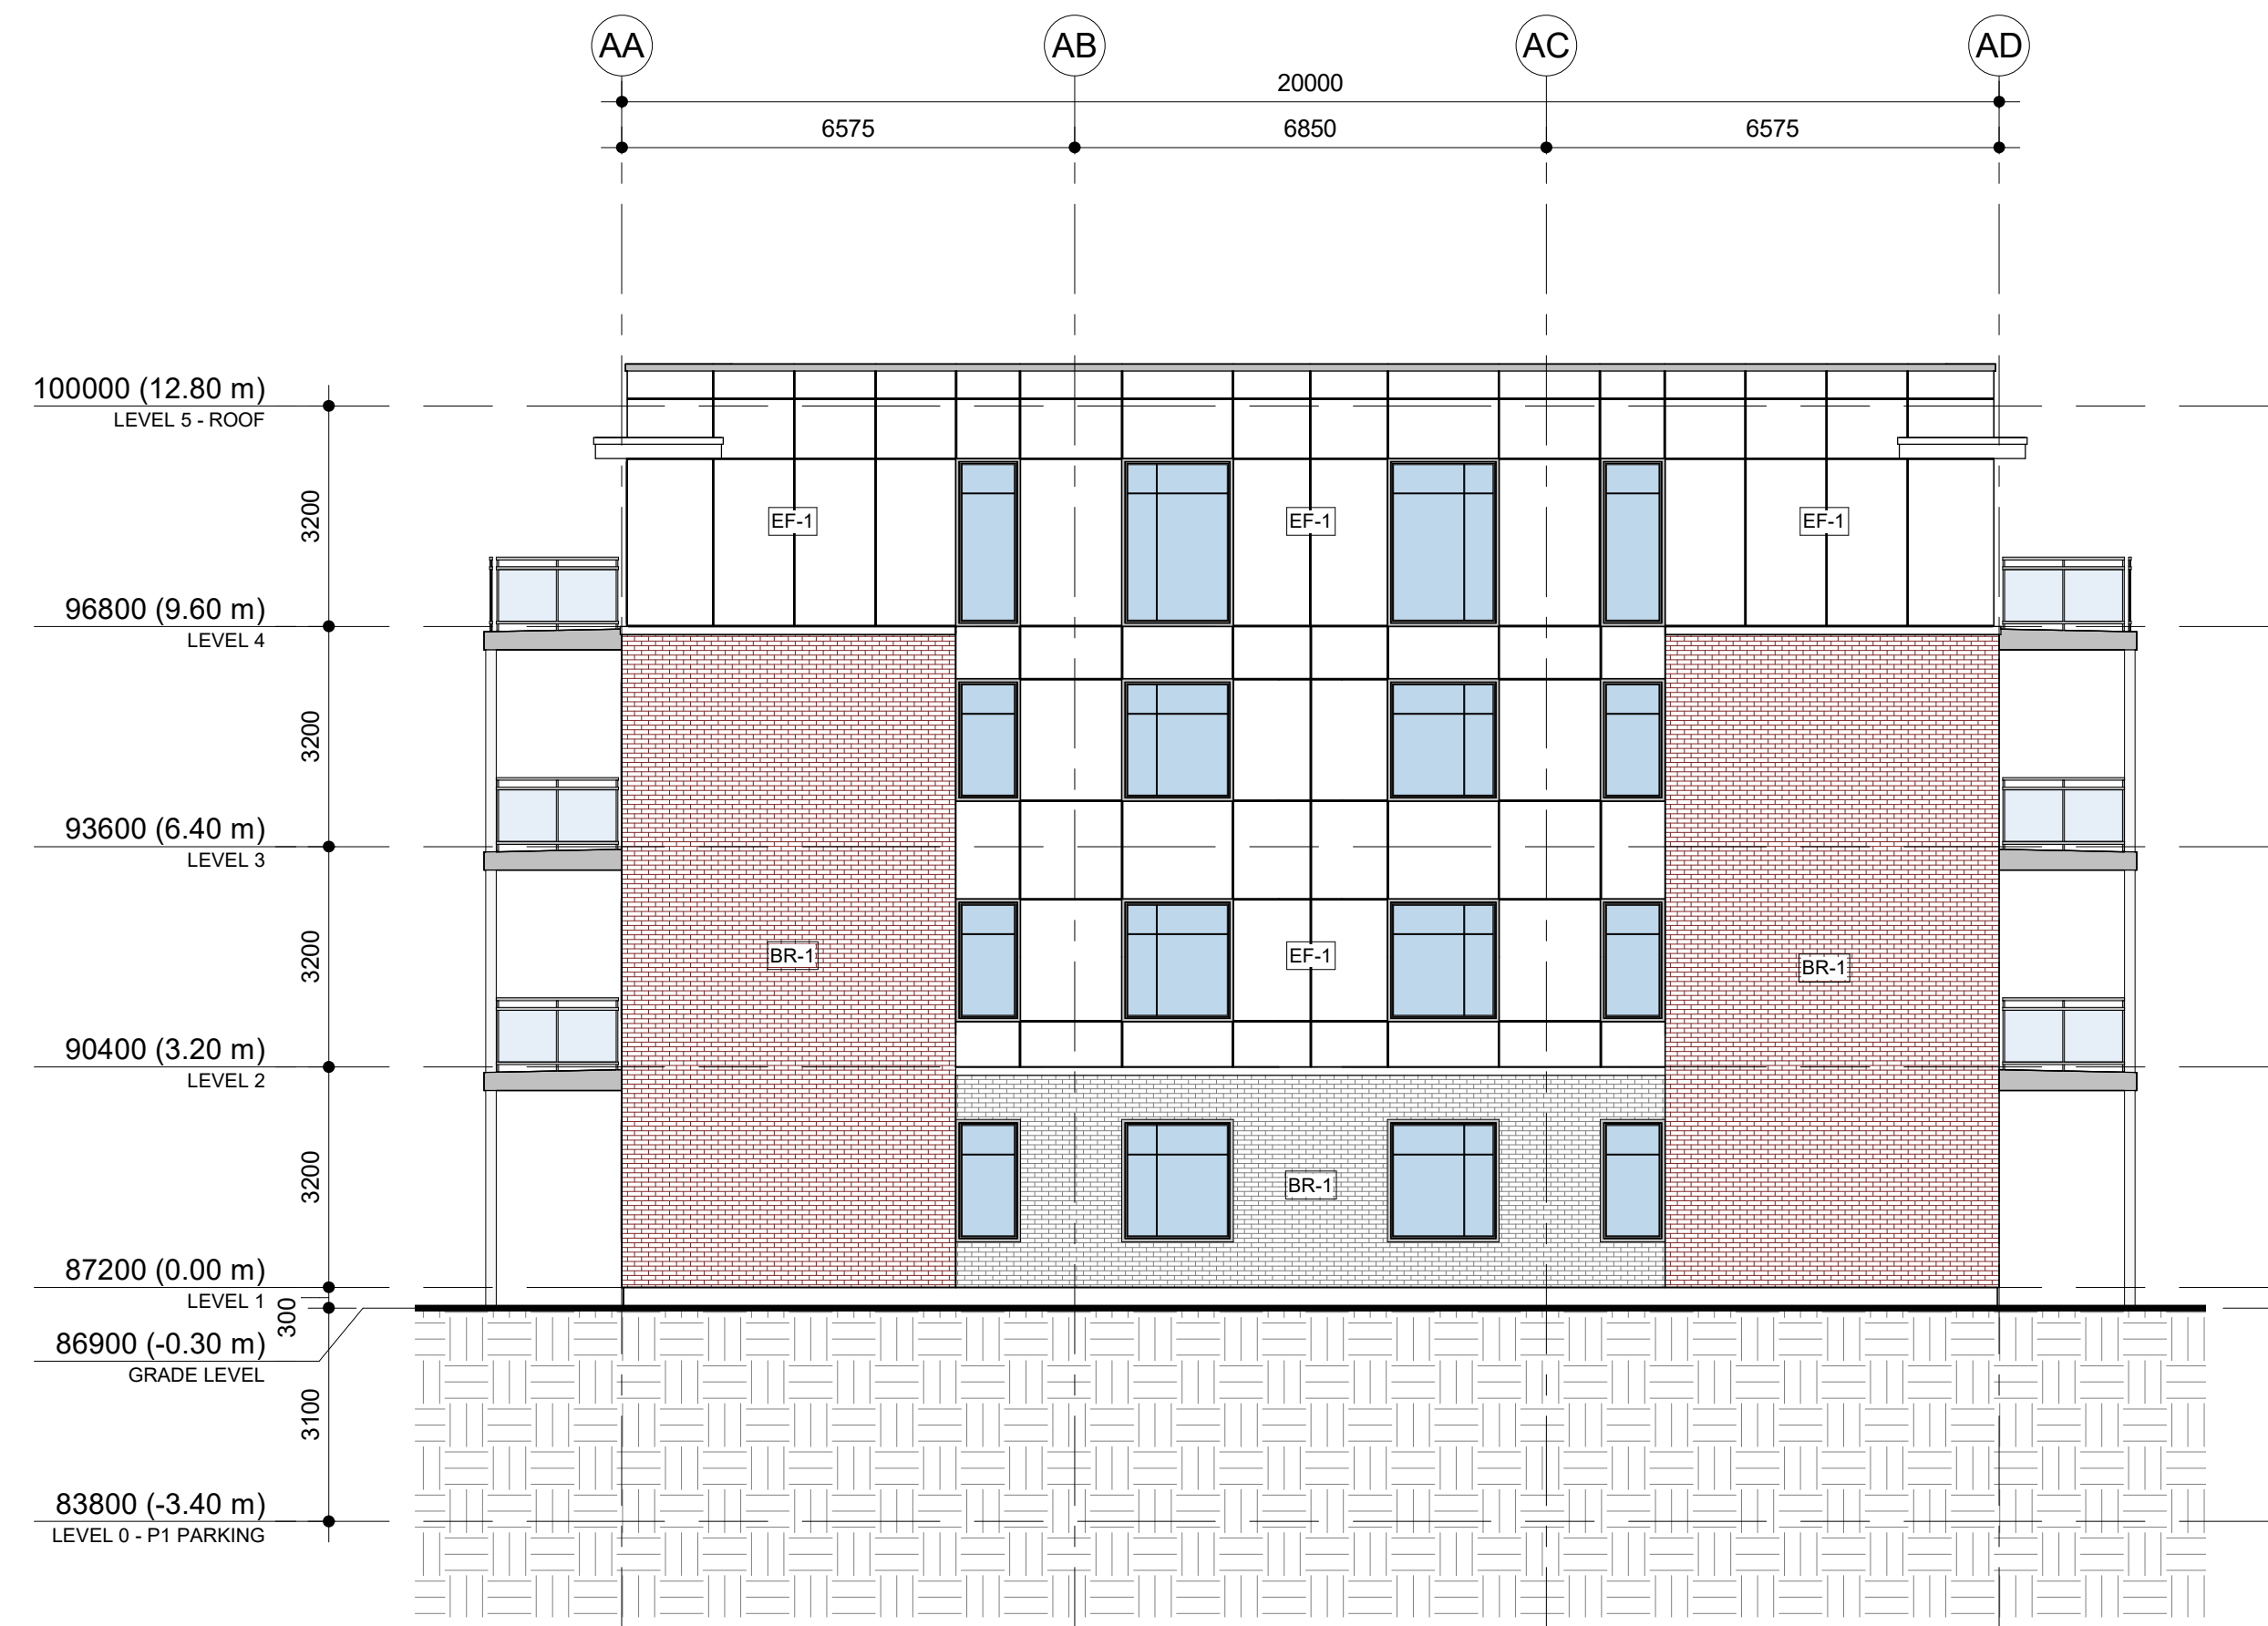 AA
AB
AC
AD
20000
6575
6850
6575
100000 (12.80 m)
LEVEL 5 - ROOF
3200
EF-1
EF-1
EF-1
96800 (9.60 m)
LEVEL 4
3200
93600 (6.40 m)
LEVEL 3
3200
BR-1
EF-1
BR-1
90400 (3.20 m)
LEVEL 2
3200
BR-1
87200 (0.00 m)
LEVEL 1
300
86900 (-0.30 m)
GRADE LEVEL
3100
83800 (-3.40 m)
LEVEL 0 - P1 PARKING